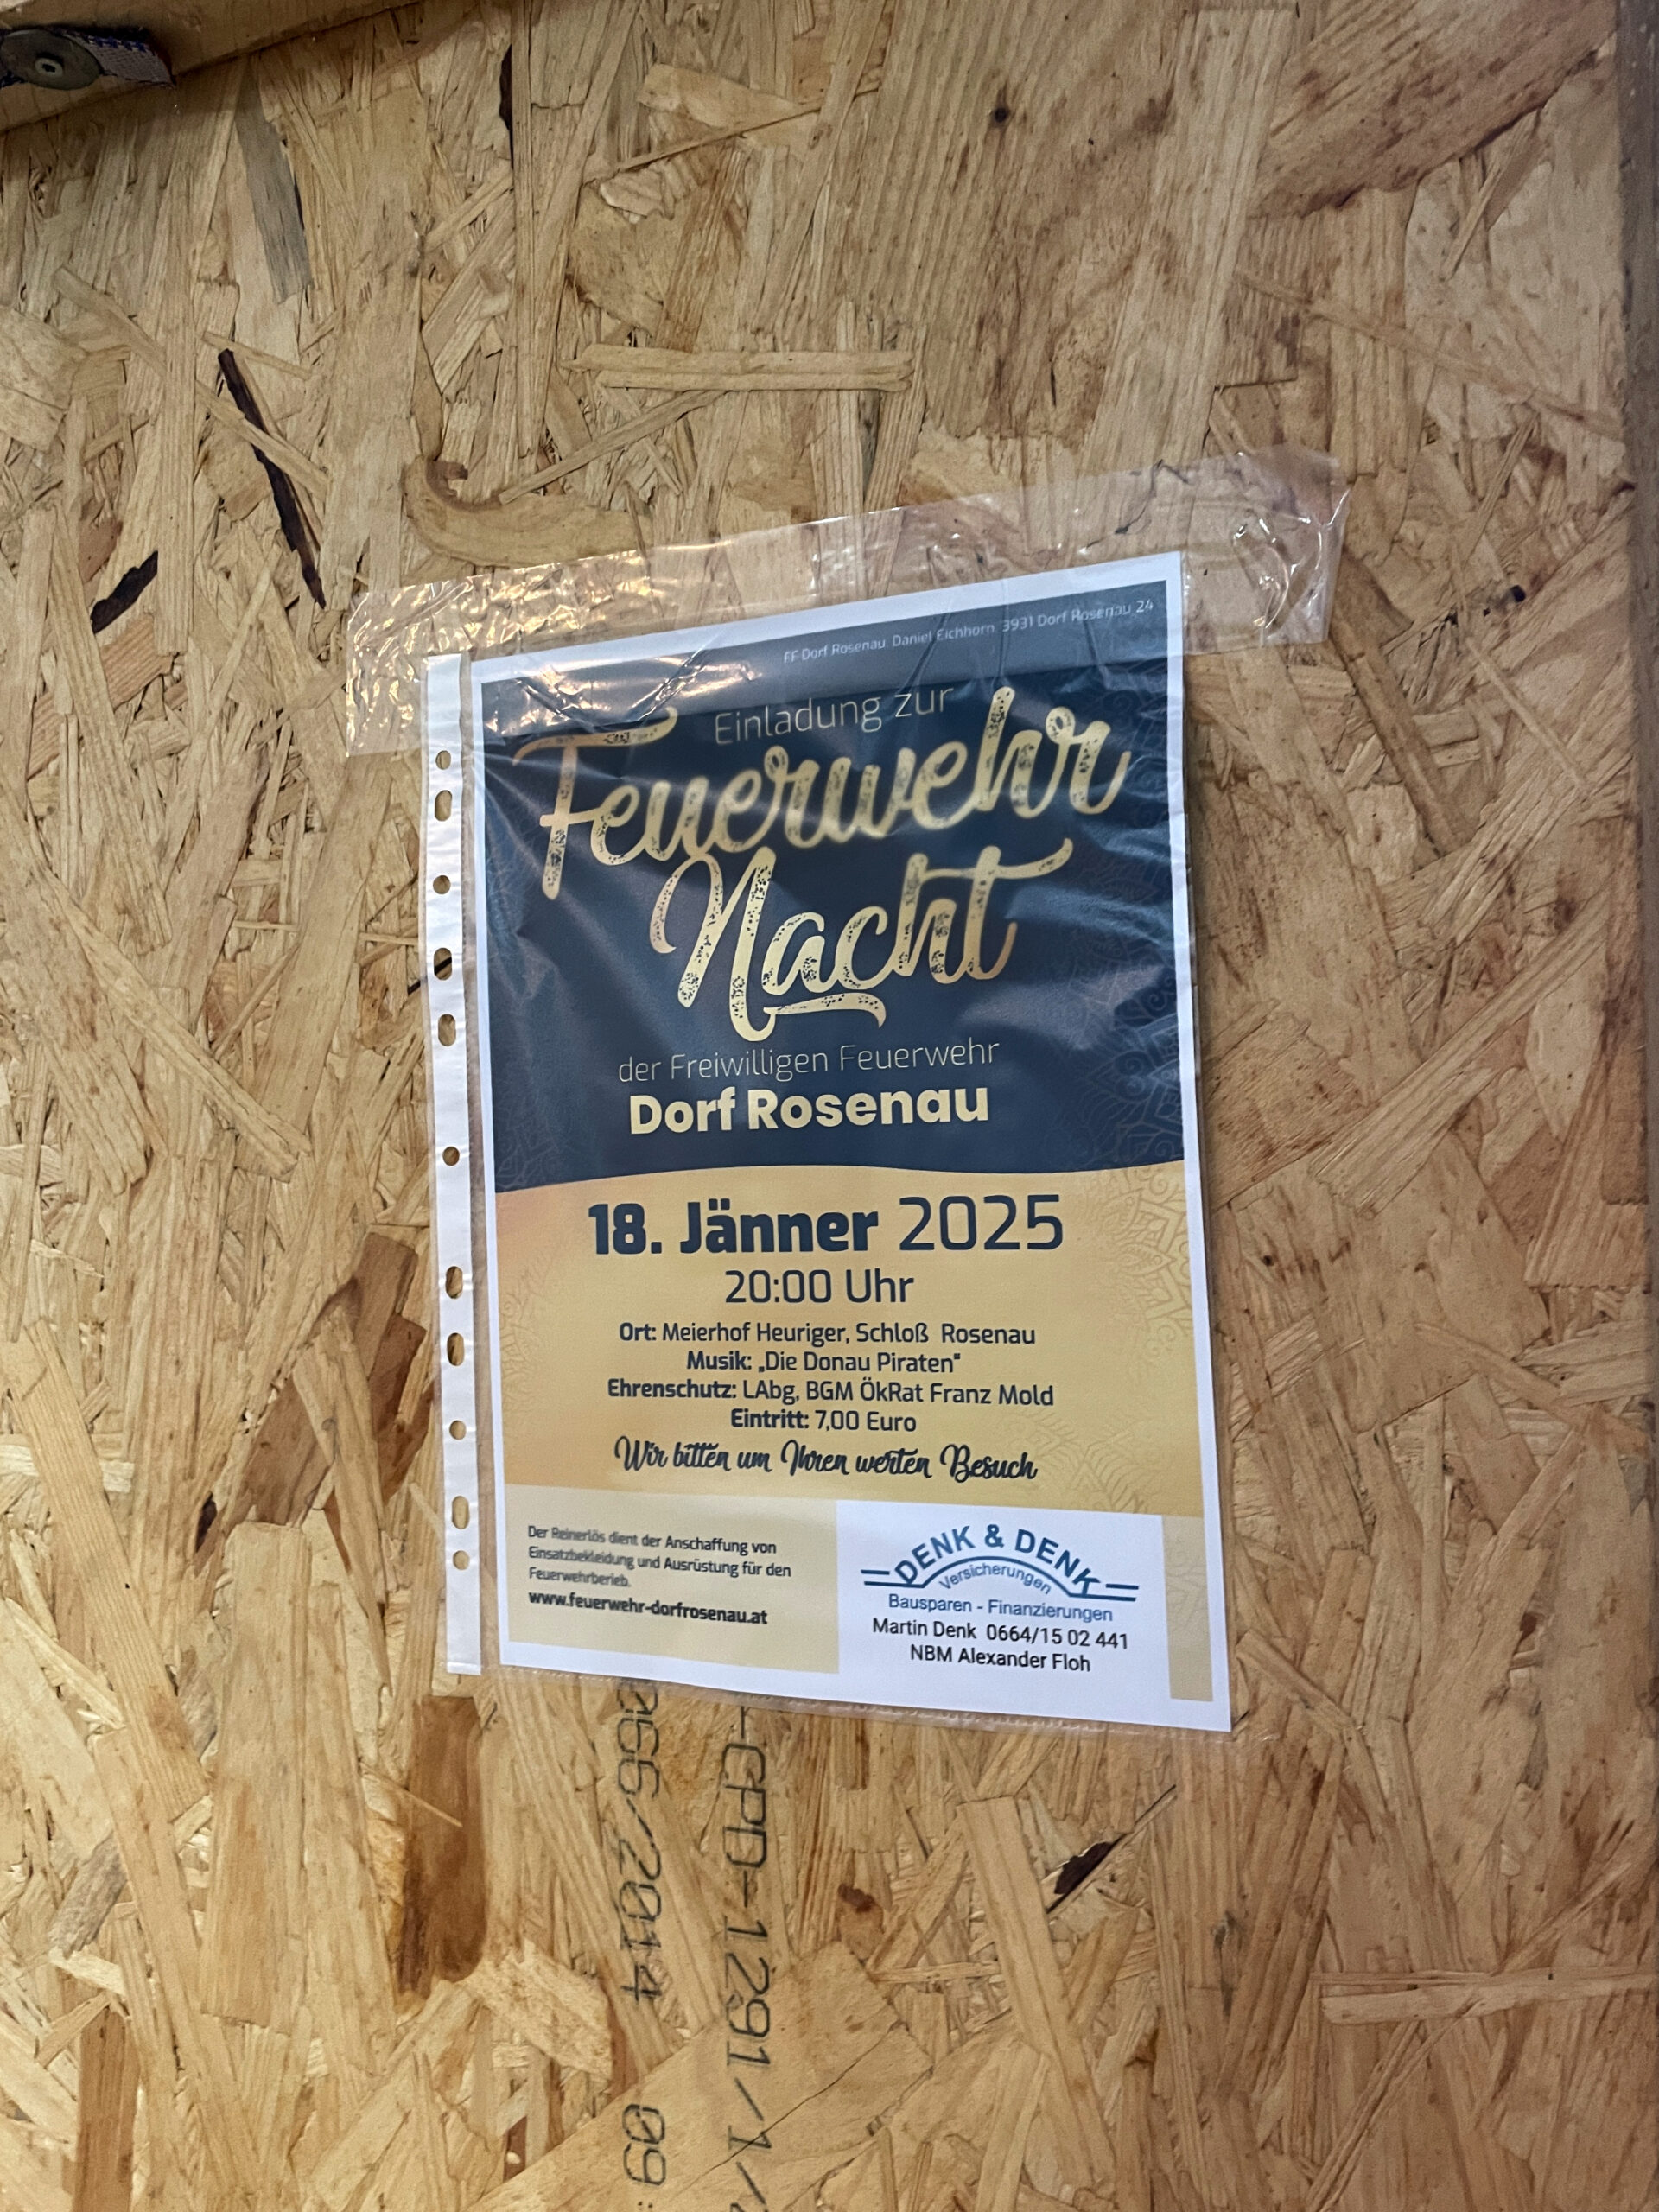 FF Dorf Rosenau, Daniel Eichhorn, 3931 Dorf Rosenau 24
Einladung zur
Feuerwehr
Nacht
der Freiwilligen Feuerwehr
Dorf Rosenau
18. Jänner 2025
20:00 Uhr
Ort: Meierhof Heuriger, Schloß Rosenau
Musik: „Die Donau Piraten“
Ehrenschutz: LAbg, BGM ÖkRat Franz Mold
Eintritt: 7,00 Euro
Wir bitten um Ihren werten Besuch
Der Reinerlös dient der Anschaffung von
Einsatzbekleidung und Ausrüstung für den
Feuerwehrberieb.
www.feuerwehr-dorfrosenau.at
DENK & DENK
Versicherungen
Bausparen - Finanzierungen
Martin Denk 0664/15 02 441
NBM Alexander Floh
-CPD-1291/1/
066/2014 09: